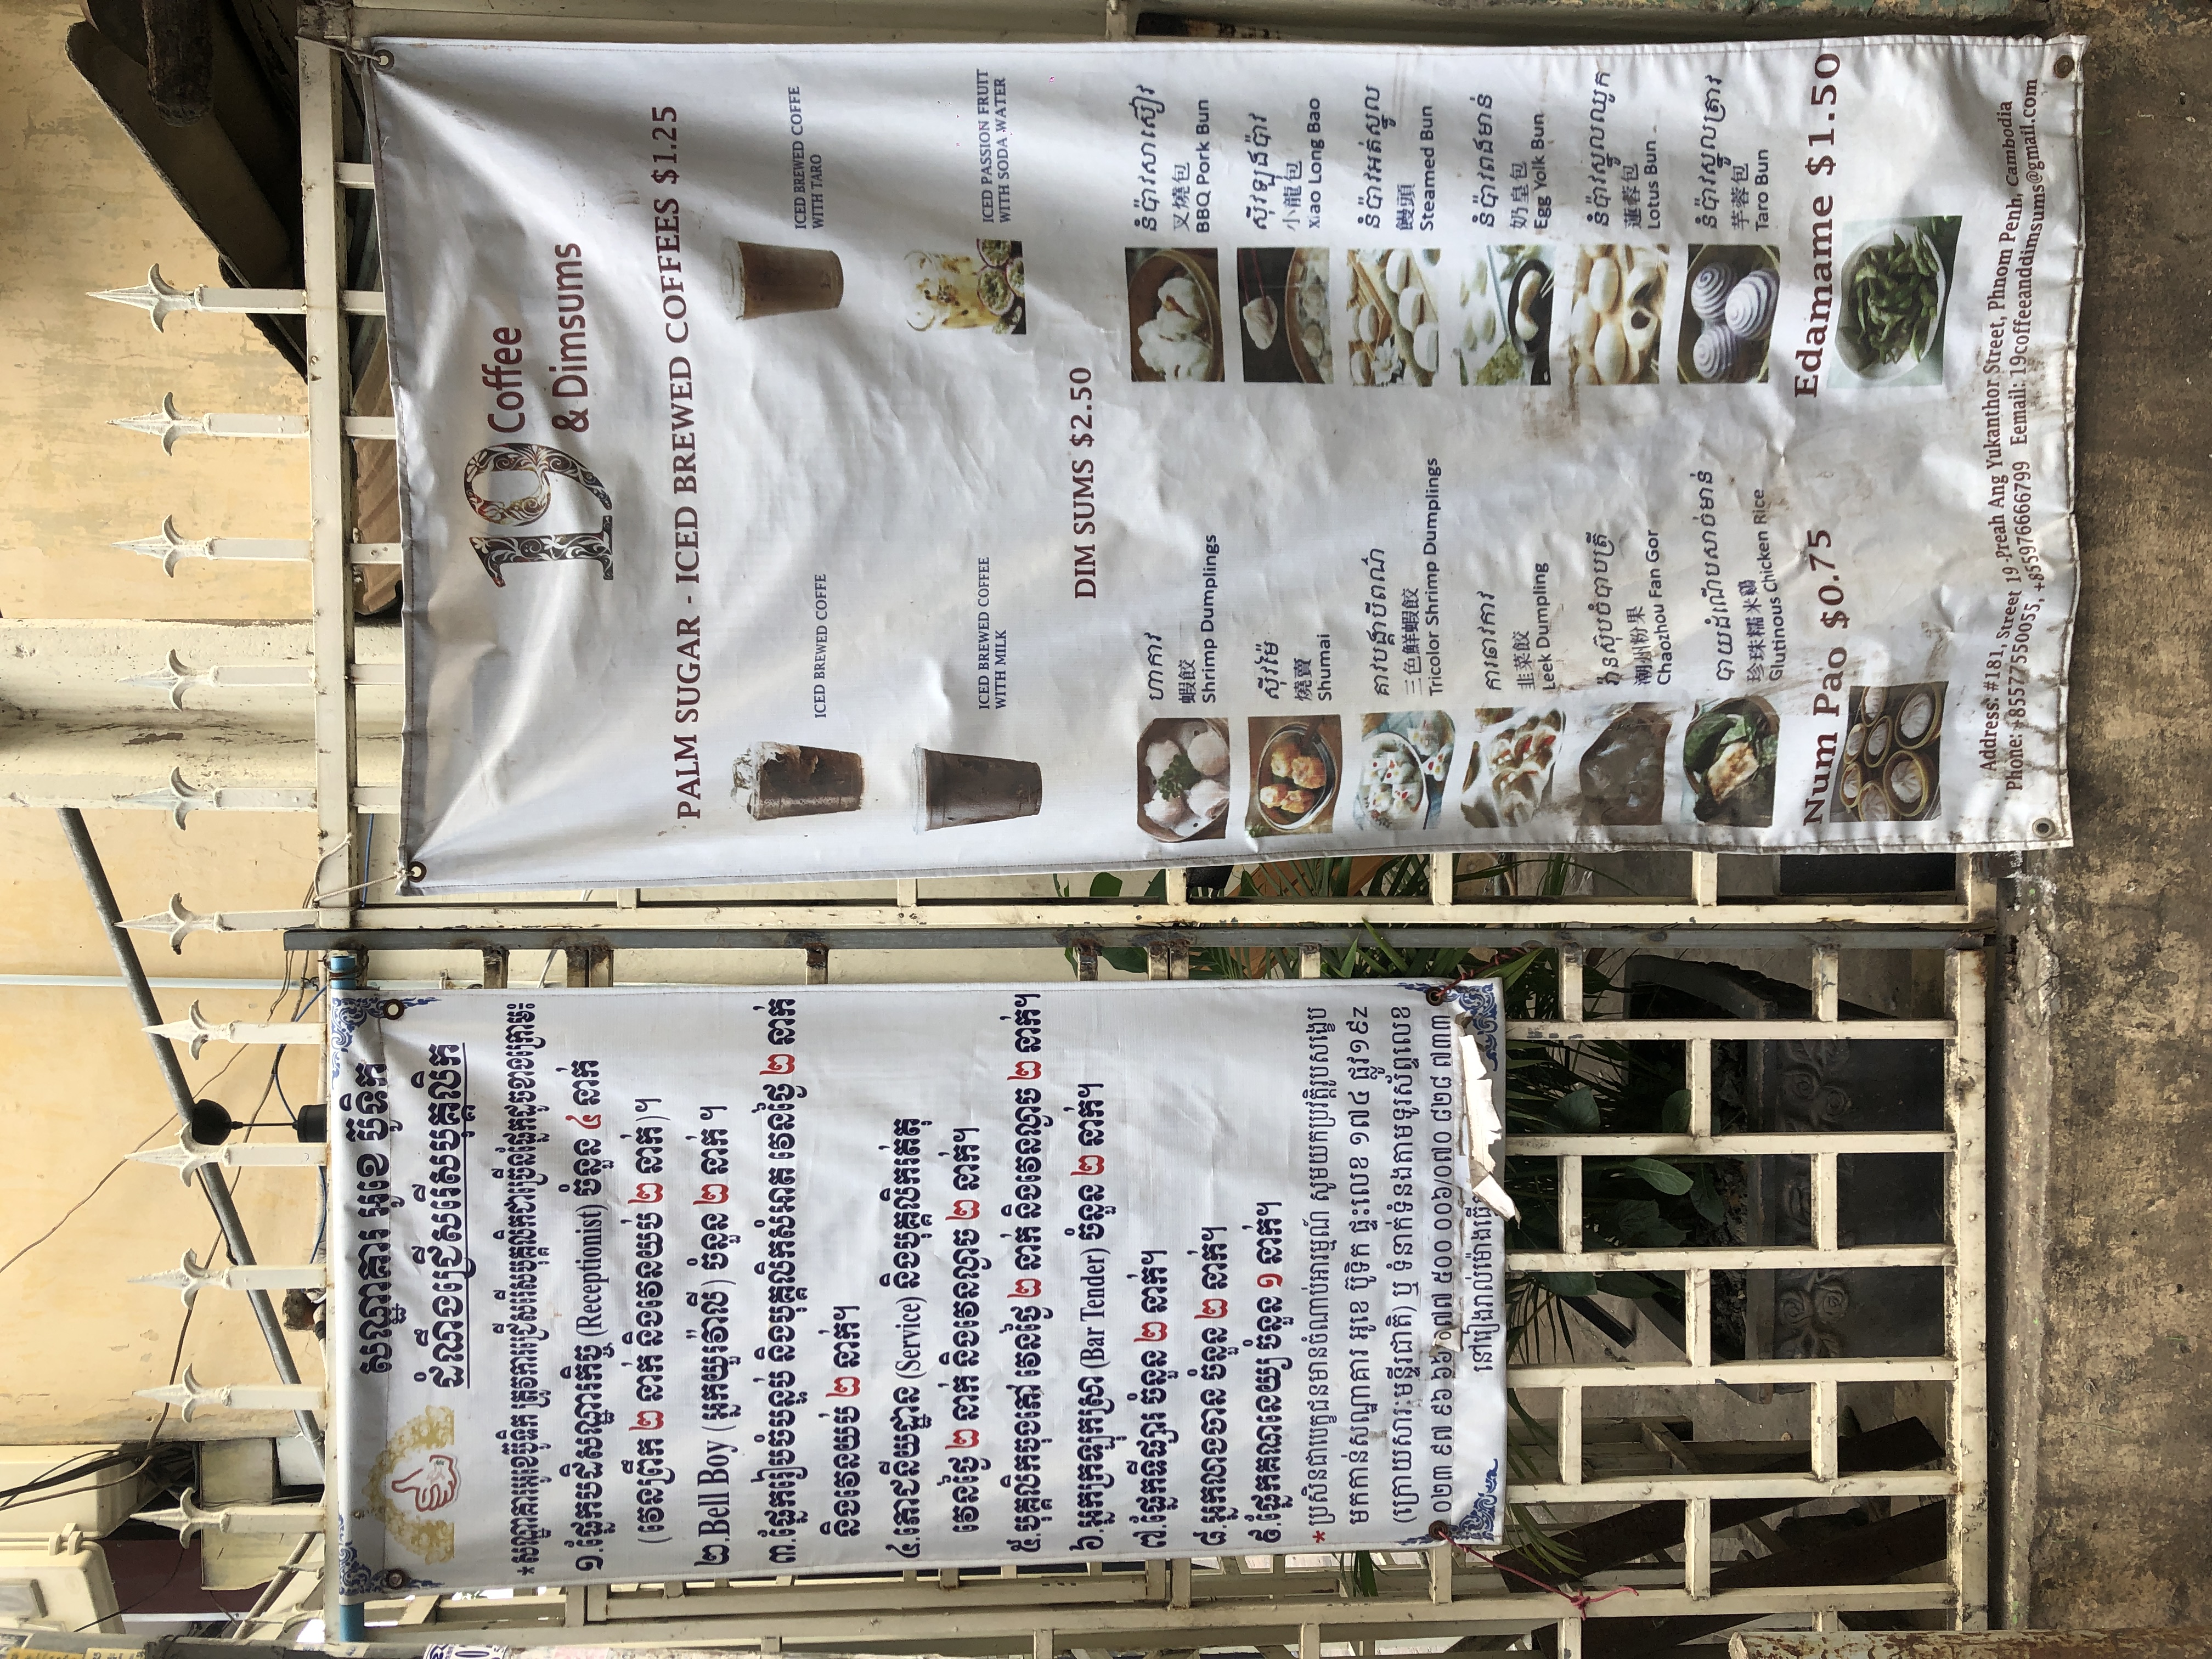 សណ្ឋាគារ អូខេ ប៊ូទិក
ដំណឹងជ្រើសរើសបុគ្គលិក
*សណ្ឋាគារអូខេប៊ូទិក ត្រូវការជ្រើសរើសបុគ្គលិកជាច្រើនផ្នែកដូចខាងក្រោម៖
១.ផ្នែកបដិសណ្ឋារកិច្ច (Receptionist) ចំនួន ៤ នាក់
(វេនព្រឹក ២ នាក់ និងវេនយប់ ២ នាក់)។
២.Bell Boy (អ្នកយួរវ៉ាលី) ចំនួន ២ នាក់ ។
៣.ផ្នែករៀបចំបន្ទប់ និងបុគ្គលិកសំអាត វេនថ្ងៃ ២ នាក់
និងវេនយប់ ២ នាក់។
៤.ភោជនីយដ្ឋាន (Service) និងបុគ្គលិករត់តុ
វេនថ្ងៃ ២ នាក់ និងវេនល្ងាច ២ នាក់។
៥.បុគ្គលិកចុងភៅ វេនថ្ងៃ ២ នាក់ និងវេនល្ងាច ២ នាក់។
៦.អ្នកក្រឡុកស្រា (Bar Tender) ចំនួន ២ នាក់។
៧.ផ្នែកទីផ្សារ ចំនួន ២ នាក់។
៨.អ្នកលាងចាន ចំនួន ២ នាក់។
៩.ផ្នែកគណនេយ្យ ចំនួន ១ នាក់។
*ប្រសិនជាបេក្ខជនមានចំណាប់អារម្មណ៍ សូមយកប្រវត្តិរូបសង្ខេប
មកកាន់សណ្ឋាគារ អូខេ ប៊ូទិក ផ្ទះលេខ ១៧៤ ផ្លូវ១៩z
(ក្រោយសារៈមន្ទីរជាតិ) ឬ ទំនាក់ទំនងតាមទូរស័ព្ទលេខ
០២៣ ៩៧ ៩៦ ៦៦/០៧៧ ៥០០ ០០៦/០៧០ ៨២៨ ៧៣៣
នៅរៀងរាល់ម៉ោងធ្វើ
19 Coffee
& Dimsums
PALM SUGAR - ICED BREWED COFFEES $1.25
ICED BREWED COFFE
ICED BREWED COFFE
WITH TARO
ICED BREWED COFFEE
WITH MILK
ICED PASSION FRUIT
WITH SODA WATER
DIM SUMS $2.50
ហាកាវ
蝦餃
Shrimp Dumplings
នំប៉ាវសាស៊ៀវ
叉燒包
BBQ Pork Bun
ស៊ីវម៉ៃ
燒賣
Shumai
ស៊ីវឡុងប៉ាវ
小龍包
Xiao Long Bao
គាវបង្គាបីពណ៌
三色鮮蝦餃
Tricolor Shrimp Dumplings
នំប៉ាវអត់ស្នូល
饅頭
Steamed Bun
ការឆាវកាវ
韭菜餃
Leek Dumpling
នំប៉ាវពងមាន់
奶皇包
Egg Yolk Bun
វ៉ានស៊ុបចំបាបត្រី
潮州粉果
Chaozhou Fan Gor
នំប៉ាវស្នូលឈូក
蓮蓉包
Lotus Bun
បាយដំណើបសាច់មាន់
珍珠糯米鷄
Glutinous Chicken Rice
នំប៉ាវស្នូលត្រាវ
芋蓉包
Taro Bun
Num Pao $0.75
Edamame $1.50
Address: #181, Street 19 -Preah Ang Yukanthor Street, Phnom Penh, Cambodia
Phone: +85577550055, +855976666799 Eemail: 19coffeeanddimsums@gmail.com